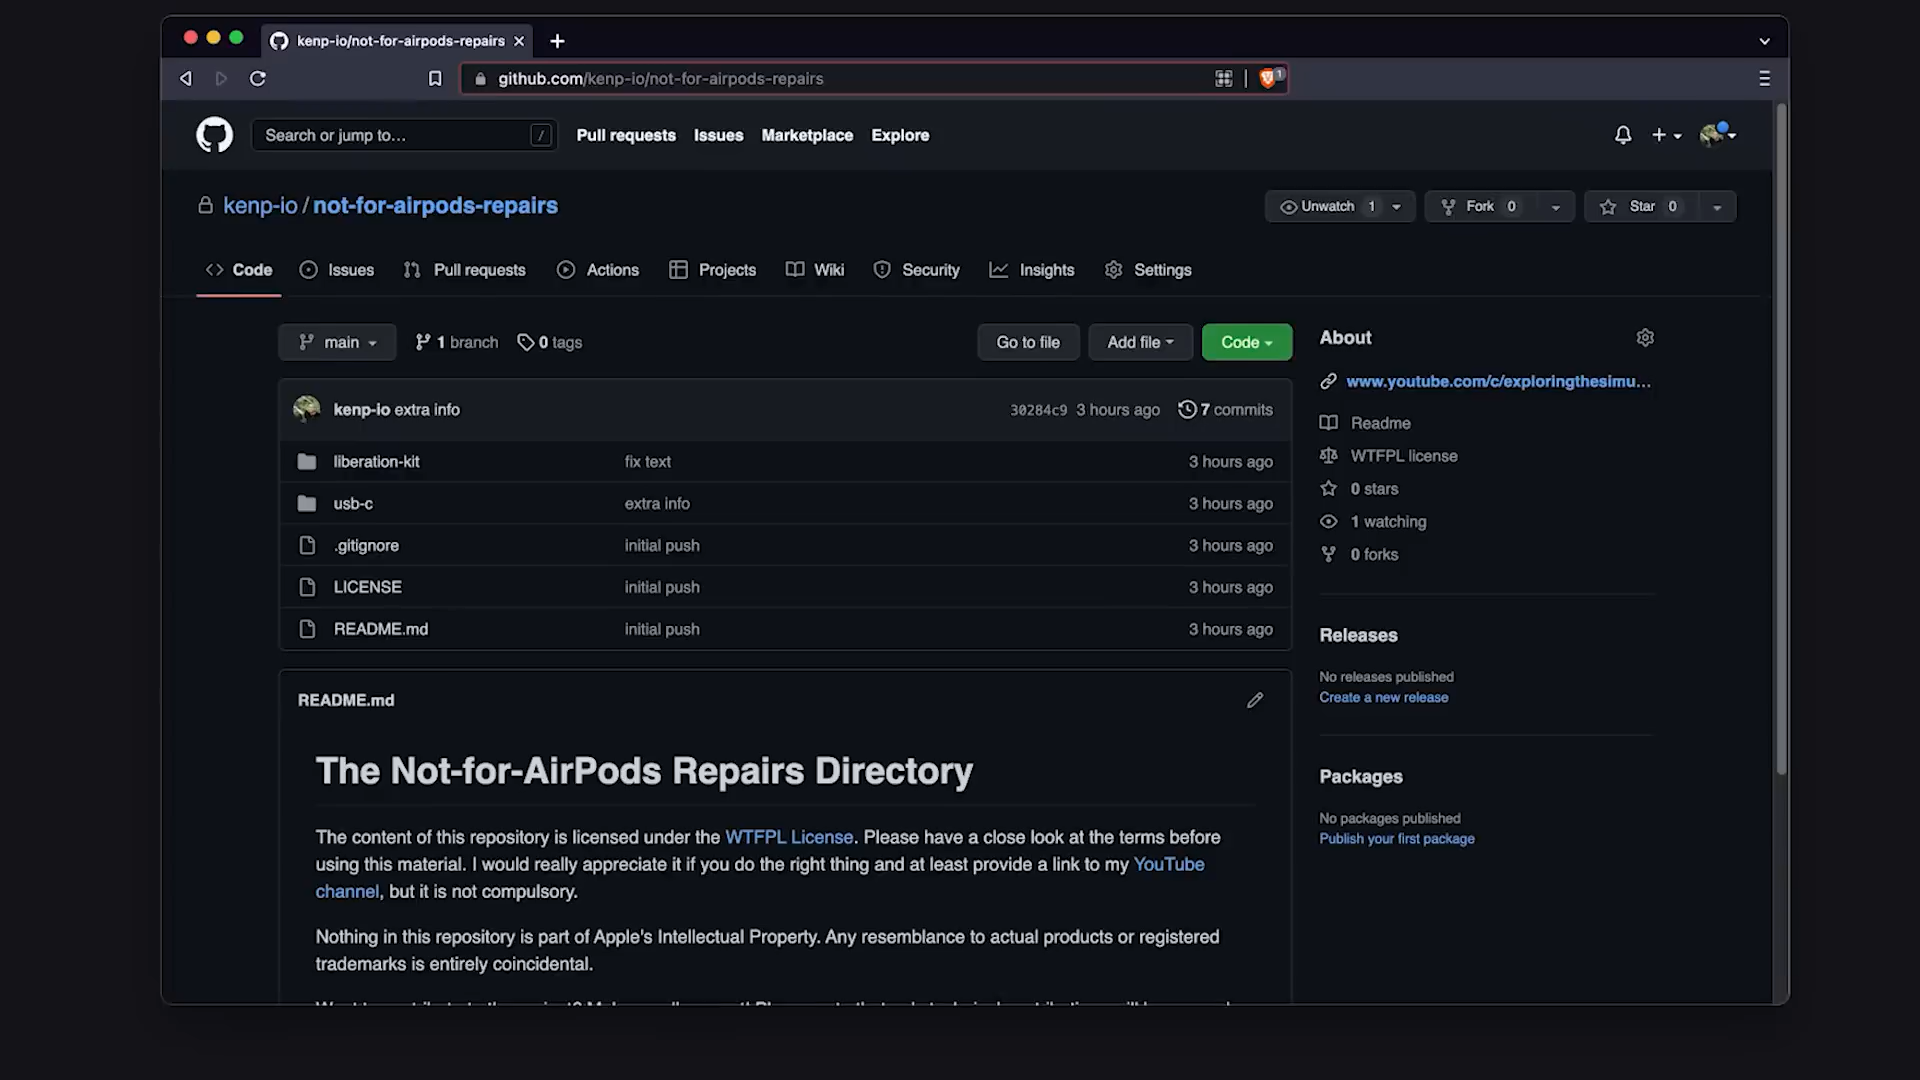 kenp-io/not-for-airpods-repairs
github.com/kenp-io/not-for-airpods-repairs
1
Search or jump to…
/
Pull requests
Issues
Marketplace
Explore
kenp-io / not-for-airpods-repairs
Unwatch 1
Fork 0
Star 0
Code
Issues
Pull requests
Actions
Projects
Wiki
Security
Insights
Settings
main
1 branch
0 tags
Go to file
Add file
Code
kenp-io extra info
30284c9 3 hours ago
7 commits
liberation-kit fix text 3 hours ago
usb-c extra info 3 hours ago
.gitignore initial push 3 hours ago
LICENSE initial push 3 hours ago
README.md initial push 3 hours ago
README.md
The Not-for-AirPods Repairs Directory
The content of this repository is licensed under the WTFPL License. Please have a close look at the terms before
using this material. I would really appreciate it if you do the right thing and at least provide a link to my YouTube
channel, but it is not compulsory.
Nothing in this repository is part of Apple's Intellectual Property. Any resemblance to actual products or registered
trademarks is entirely coincidental.
About
www.youtube.com/c/exploringthesimu...
Readme
WTFPL license
0 stars
1 watching
0 forks
Releases
No releases published
Create a new release
Packages
No packages published
Publish your first package